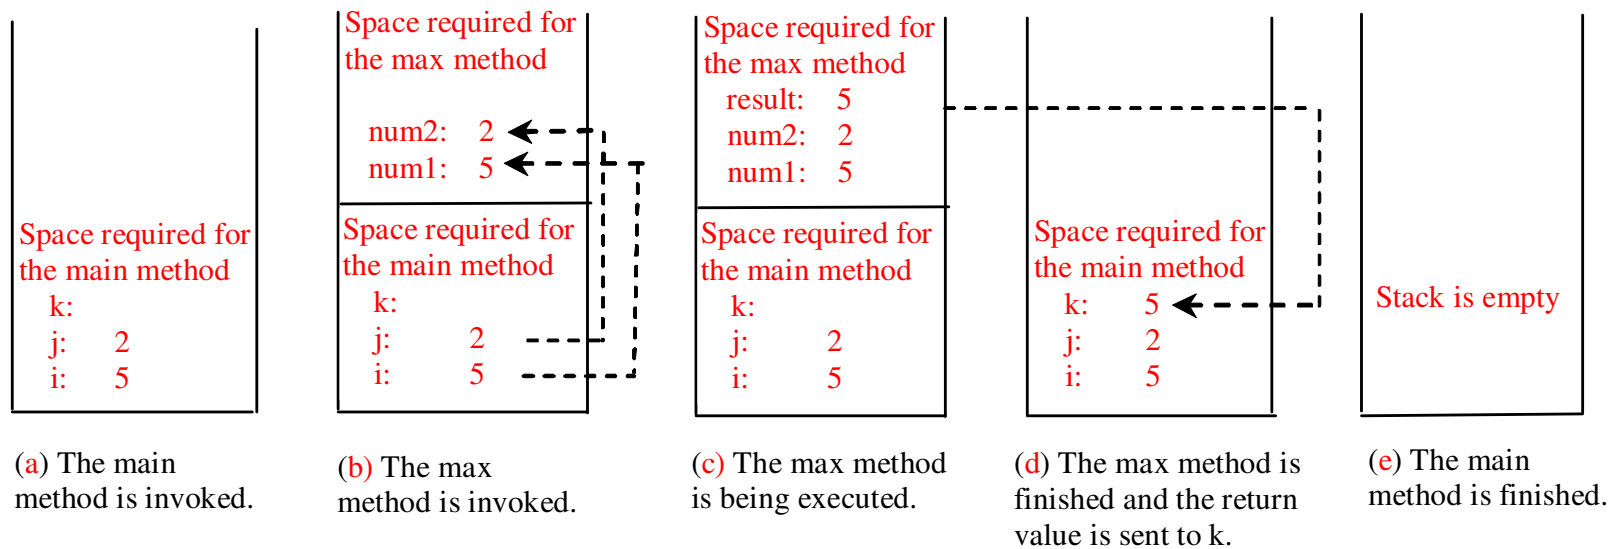 Space required for
the main method
k:
j: 2
i: 5
(a) The main
method is invoked.
Space required for
the max method
num2: 2
num1: 5
Space required for
the main method
k:
j: 2
i: 5
(b) The max
method is invoked.
Space required for
the max method
result: 5
num2: 2
num1: 5
Space required for
the main method
k:
j: 2
i: 5
(c) The max method
is being executed.
Space required for
the main method
k: 5
j: 2
i: 5
(d) The max method is
finished and the return
value is sent to k.
Stack is empty
(e) The main
method is finished.